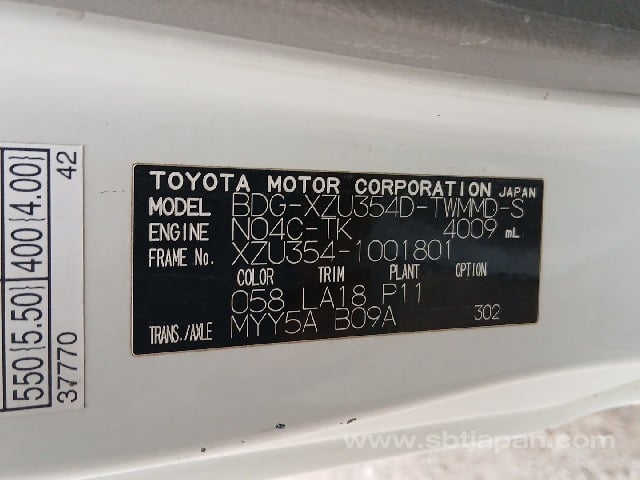 TOYOTA MOTOR CORPORATION JAPAN
MODEL BDG-XZU354D-TWMMD-S
ENGINE N04C-TK 4009 mL
FRAME No. XZU354-1001801
COLOR TRIM PLANT OPTION
058 LA18 P11
TRANS./AXLE MYY5A B09A 302
550{5.50} 400{4.00}
37770 42
www.sbtjapan.com